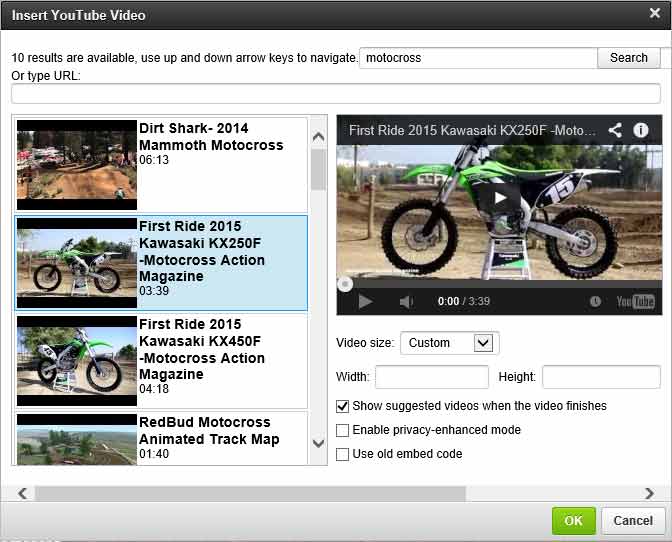 Insert YouTube Video
10 results are available, use up and down arrow keys to navigate.
motocross
Search
Or type URL:
Dirt Shark- 2014
Mammoth Motocross
06:13
First Ride 2015
Kawasaki KX250F
-Motocross Action
Magazine
03:39
First Ride 2015
Kawasaki KX450F
-Motocross Action
Magazine
04:18
RedBud Motocross
Animated Track Map
01:40
First Ride 2015 Kawasaki KX250F -Moto...
15
0:00 / 3:39
YouTube
Video size:
Custom
Width:
Height:
Show suggested videos when the video finishes
Enable privacy-enhanced mode
Use old embed code
OK
Cancel